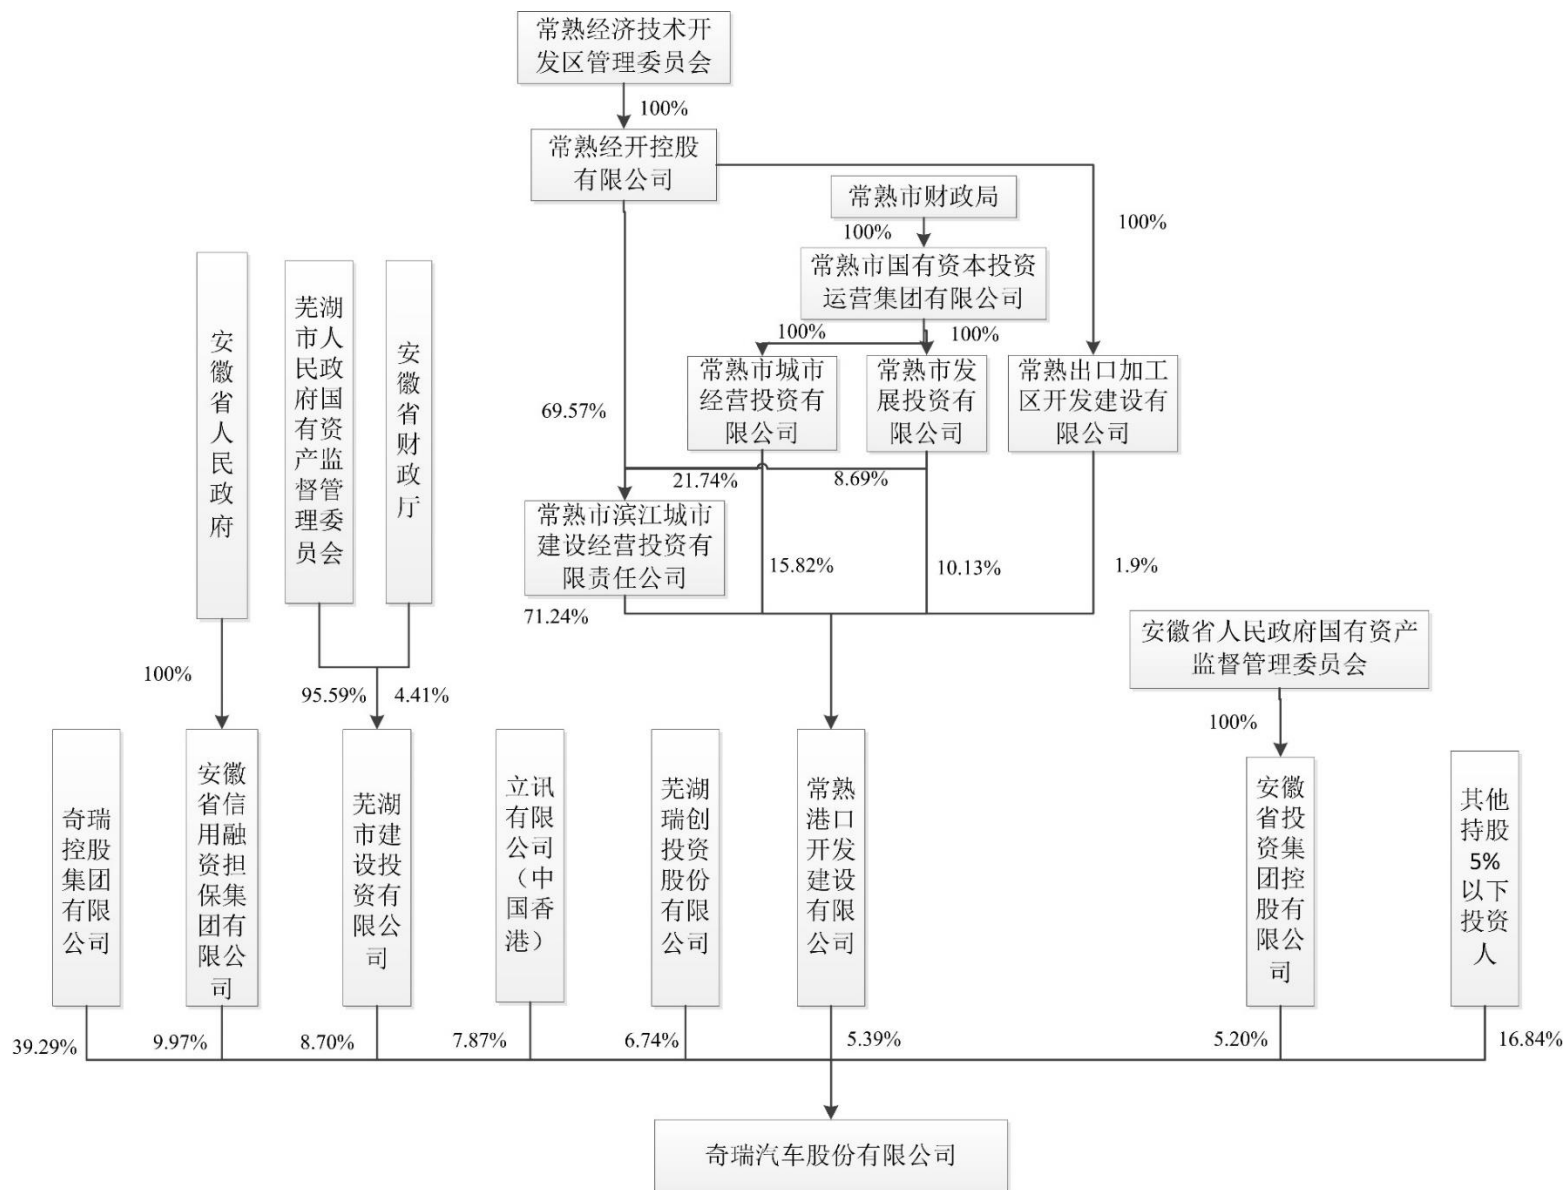 常熟经济技术开
发区管理委员会
100%
常熟经开控股
有限公司
常熟市财政局
100%
100%
常熟市国有资本投资
运营集团有限公司
100%
100%
安徽省人民政府
芜湖
市人
民政
府国
有资
产监
督管
理委
员会
安徽省财政厅
常熟市城市
经营投资有
限公司
常熟市发
展投资有
限公司
常熟出口加工
区开发建设有
限公司
69.57%
21.74%
8.69%
常熟市滨江城市
建设经营投资有
限责任公司
15.82%
10.13%
1.9%
71.24%
安徽省人民政府国有资产
监督管理委员会
100%
95.59%
4.41%
100%
奇瑞
控股
集团
有限
公司
安徽
省信
用融
资担
保集
团有
限公
司
芜湖
市建
设投
资有
限公
司
立讯
有限
公司
（中
国香
港）
芜湖
瑞创
投资
股份
有限
公司
常熟
港口
开发
建设
有限
公司
安徽
省投
资集
团控
股有
限公
司
其他
持股
5%
以下
投资
人
39.29%
9.97%
8.70%
7.87%
6.74%
5.39%
5.20%
16.84%
奇瑞汽车股份有限公司